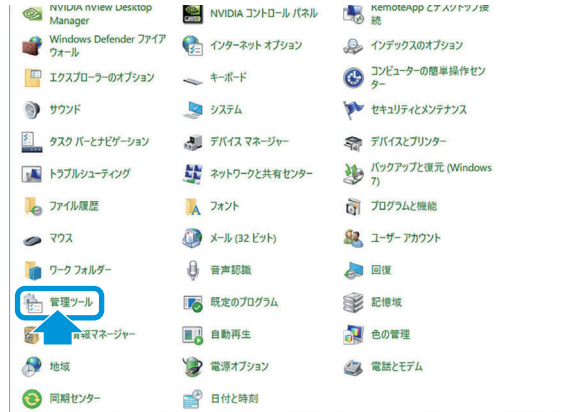 NVIDIA nView Desktop
Manager
NVIDIA コントロール パネル
RemoteApp とデスクトップ接
続
Windows Defender ファイア
ウォール
インターネット オプション
インデックスのオプション
エクスプローラーのオプション
キーボード
コンピューターの簡単操作セン
ター
サウンド
システム
セキュリティとメンテナンス
タスク バーとナビゲーション
デバイス マネージャー
デバイスとプリンター
トラブルシューティング
ネットワークと共有センター
バックアップと復元 (Windows
7)
ファイル履歴
フォント
プログラムと機能
マウス
メール (32 ビット)
ユーザー アカウント
ワーク フォルダー
音声認識
回復
管理ツール
既定のプログラム
記憶域
情報マネージャー
自動再生
色の管理
地域
電源オプション
電話とモデム
同期センター
日付と時刻